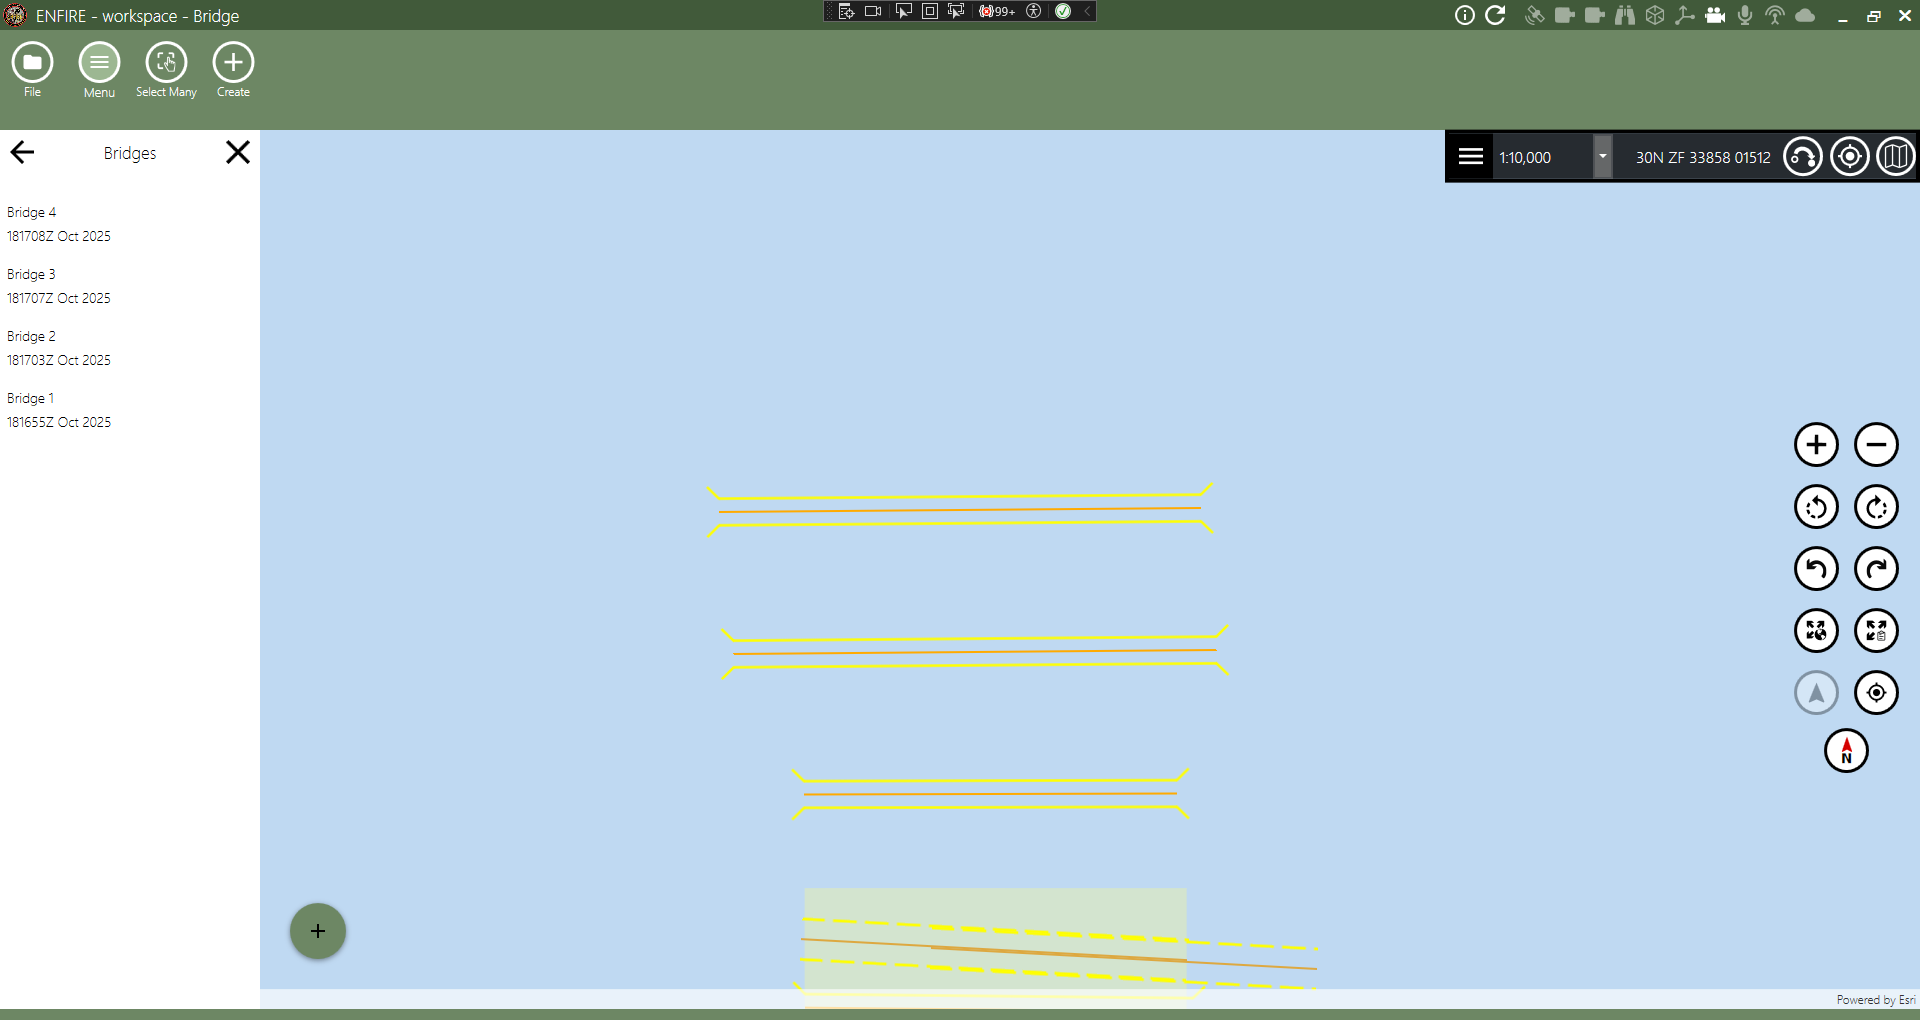 ENFIRE - workspace - Bridge
99+
File
Menu
Select Many
Create
Bridges
1:10,000
30N ZF 33858 01512
Bridge 4
181708Z Oct 2025
Bridge 3
181707Z Oct 2025
Bridge 2
181703Z Oct 2025
Bridge 1
181655Z Oct 2025
N
Powered by Esri